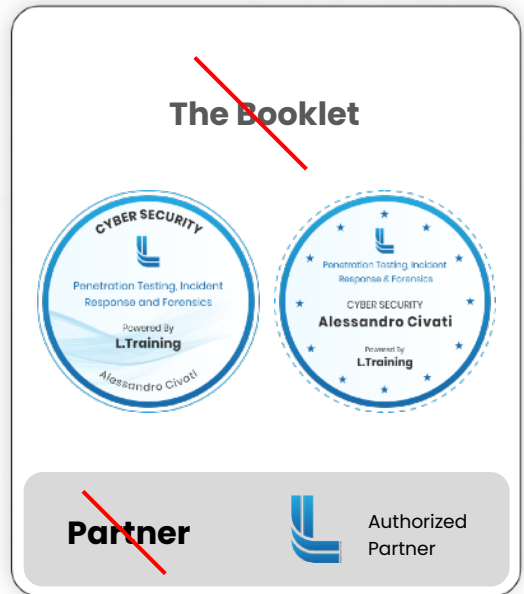 The Booklet
CYBER SECURITY
Penetration Testing, Incident
Response and Forensics
Powered By
L.Training
Alessandro Civati
Penetration Testing, Incident
Response & Forensics
CYBER SECURITY
Alessandro Civati
Powered By
L.Training
Partner
Authorized
Partner